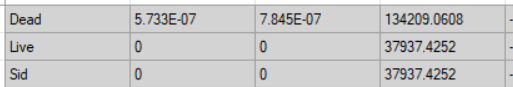 Dead 5.733E-07 7.845E-07 134209.0608 -
Live 0 0 37937.4252 -
Sid 0 0 37937.4252 -